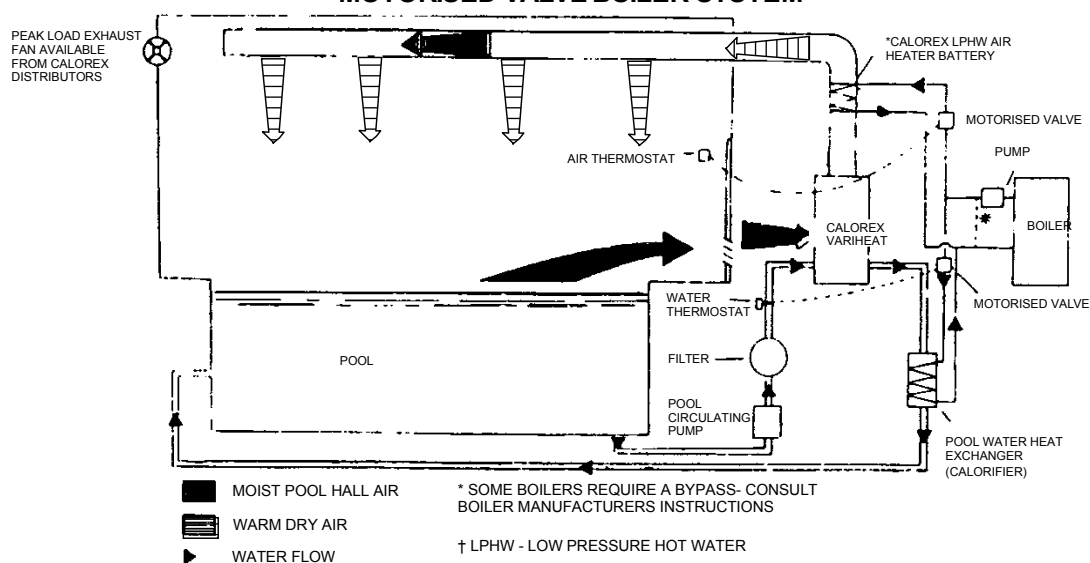 MOTORISED VALVE BOILER SYSTEM
PEAK LOAD EXHAUST
FAN AVAILABLE
FROM CALOREX
DISTRIBUTORS
*CALOREX LPHW AIR
HEATER BATTERY
MOTORISED VALVE
AIR THERMOSTAT
PUMP
CALOREX
VARIHEAT
BOILER
*
WATER
THERMOSTAT
MOTORISED VALVE
POOL
FILTER
POOL
CIRCULATING
PUMP
POOL WATER HEAT
EXCHANGER
(CALORIFIER)
MOIST POOL HALL AIR
WARM DRY AIR
WATER FLOW
* SOME BOILERS REQUIRE A BYPASS- CONSULT
BOILER MANUFACTURERS INSTRUCTIONS
† LPHW - LOW PRESSURE HOT WATER